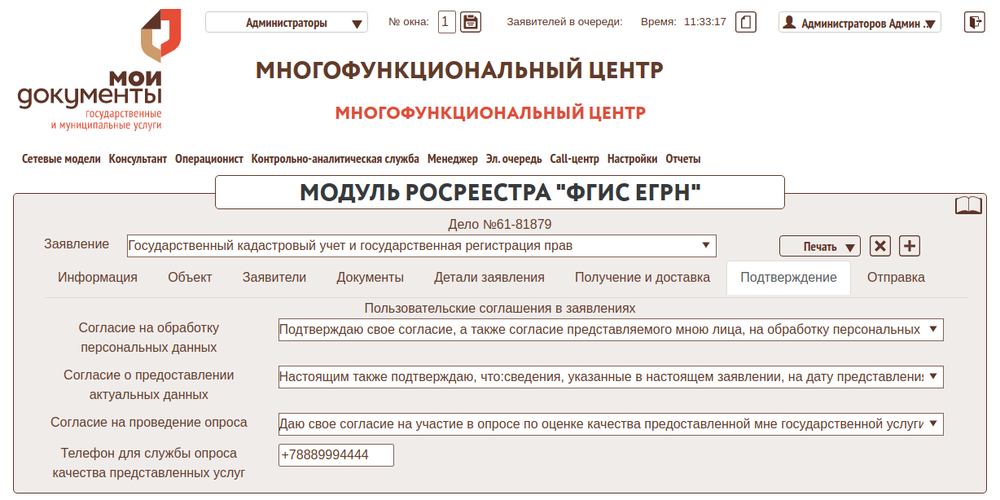 Администраторы
№ окна: 1
Заявителей в очереди:
Время: 11:33:17
Администраторов Админ ..
мои
документы
государственные
и муниципальные услуги
МНОГОФУНКЦИОНАЛЬНЫЙ ЦЕНТР
МНОГОФУНКЦИОНАЛЬНЫЙ ЦЕНТР
Сетевые модели Консультант Операционист Контрольно-аналитическая служба Менеджер Эл. очередь Call-центр Настройки Отчеты
МОДУЛЬ РОСРЕЕСТРА "ФГИС ЕГРН"
Дело №61-81879
Заявление Государственный кадастровый учет и государственная регистрация прав Печать
Информация Объект Заявители Документы Детали заявления Получение и доставка Подтверждение Отправка
Пользовательские соглашения в заявлениях
Согласие на обработку
персональных данных
Подтверждаю свое согласие, а также согласие представляемого мною лица, на обработку персональных
Согласие о предоставлении
актуальных данных
Настоящим также подтверждаю, что:сведения, указанные в настоящем заявлении, на дату представления
Согласие на проведение опроса
Даю свое согласие на участие в опросе по оценке качества предоставленной мне государственной услуги
Телефон для службы опроса
качества представленных услуг
+78889994444